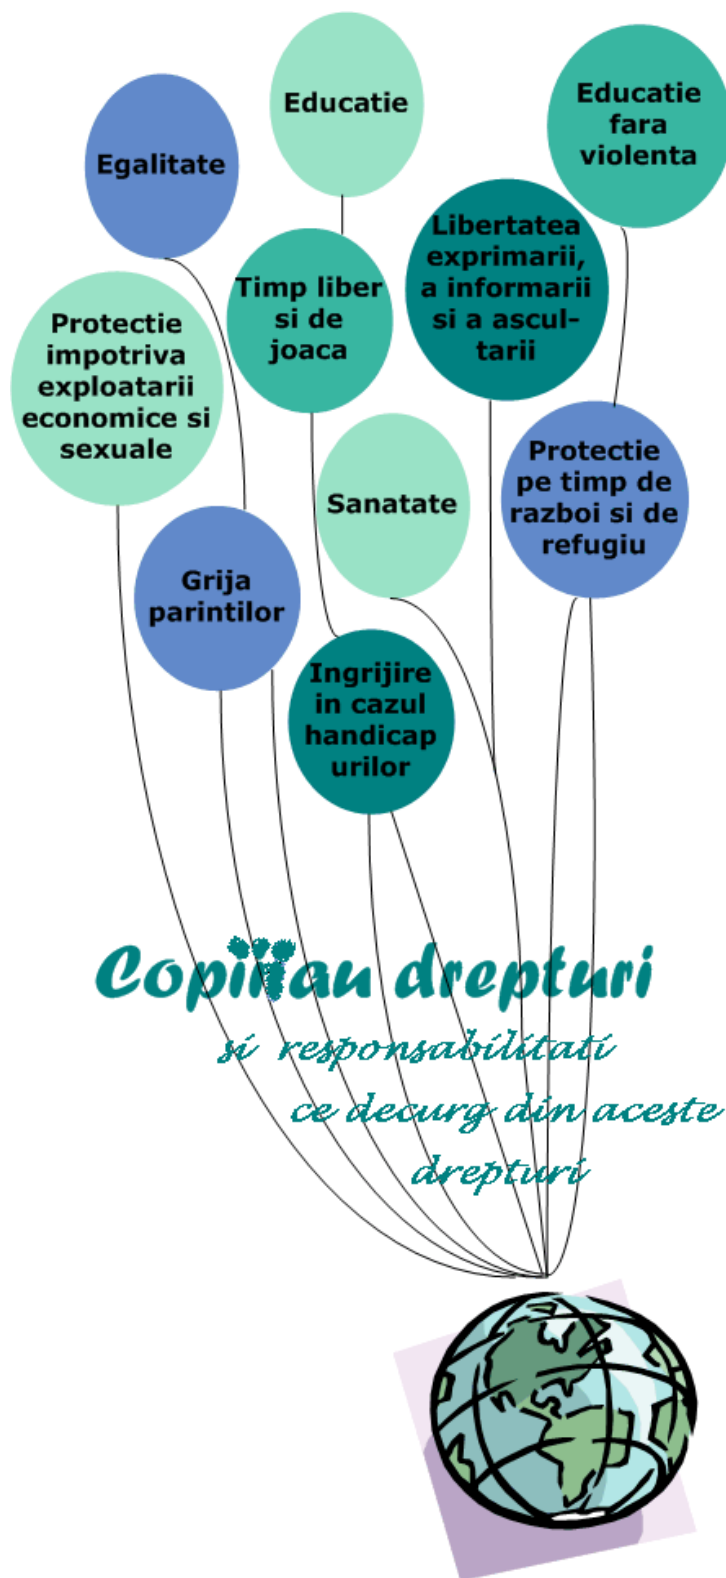 Educatie
Educatie
fara
violenta
Egalitate
Libertatea
exprimarii,
a informarii
si a ascul-
tarii
Timp liber
si de
joaca
Protectie
impotriva
exploatarii
economice si
sexuale
Protectie
pe timp de
razboi si de
refugiu
Sanatate
Grija
parintilor
Ingrijire
in cazul
handicap
urilor
Copiii au drepturi
si responsabilitati
ce decurg din aceste
drepturi